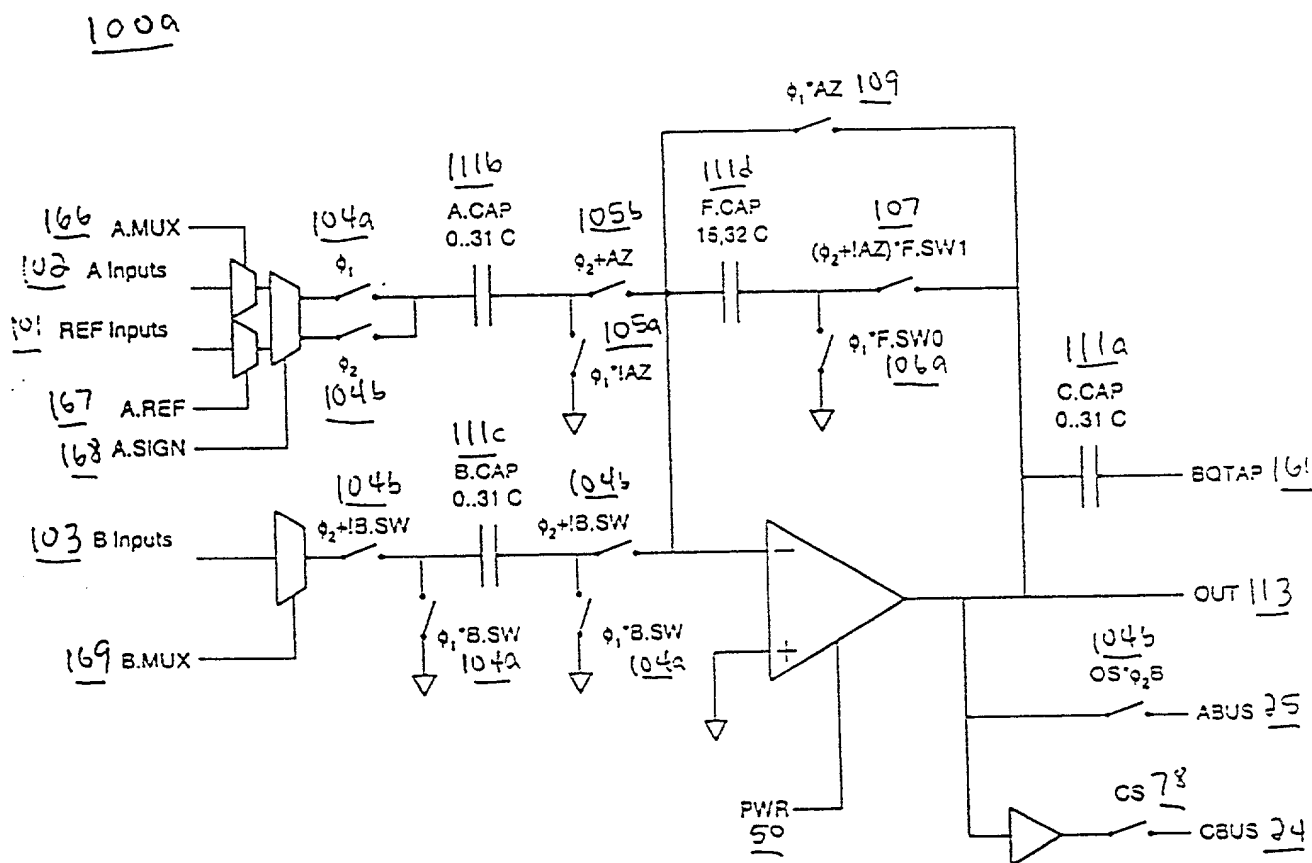 100a
φ1*AZ 109
111b
A.CAP
0..31 C
111d
F.CAP
15,32 C
166 A.MUX
104a
φ1
105b
φ2+AZ
107
(φ2+!AZ)*F.SW1
102 A Inputs
101 REF Inputs
105a
φ1*!AZ
φ1*F.SW0
106a
111a
C.CAP
0..31 C
φ2
104b
167 A.REF
168 A.SIGN
111c
B.CAP
0..31 C
BQTAP 161
104b
φ2+!B.SW
104b
φ2+!B.SW
103 B Inputs
−
OUT 113
φ1*B.SW
104a
φ1*B.SW
104a
+
169 B.MUX
104b
OS*φ2B
ABUS 25
PWR
50
CS 78
CBUS 24